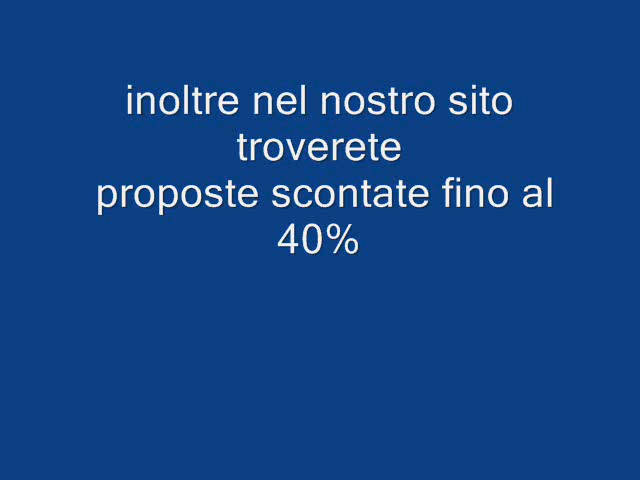 inoltre nel nostro sito
troverete
proposte scontate fino al
40%